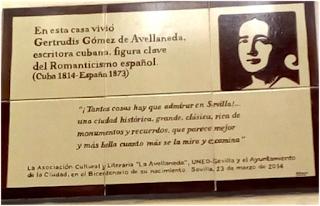 En esta casa vivió
Gertrudis Gómez de Avellaneda,
escritora cubana, figura clave
del Romanticismo español.
(Cuba 1814-España 1873)
"¡Tantas cosas hay que admirar en Sevilla!...
una ciudad histórica, grande, clásica, rica de
monumentos y recuerdos, que parece mejor
y más bella cuanto más se la mira y examina"
La Asociación Cultural y Literaria "La Avellaneda", UNED-Sevilla y el Ayuntamiento
de la Ciudad, en el Bicentenario de su nacimiento. Sevilla, 23 de marzo de 2014